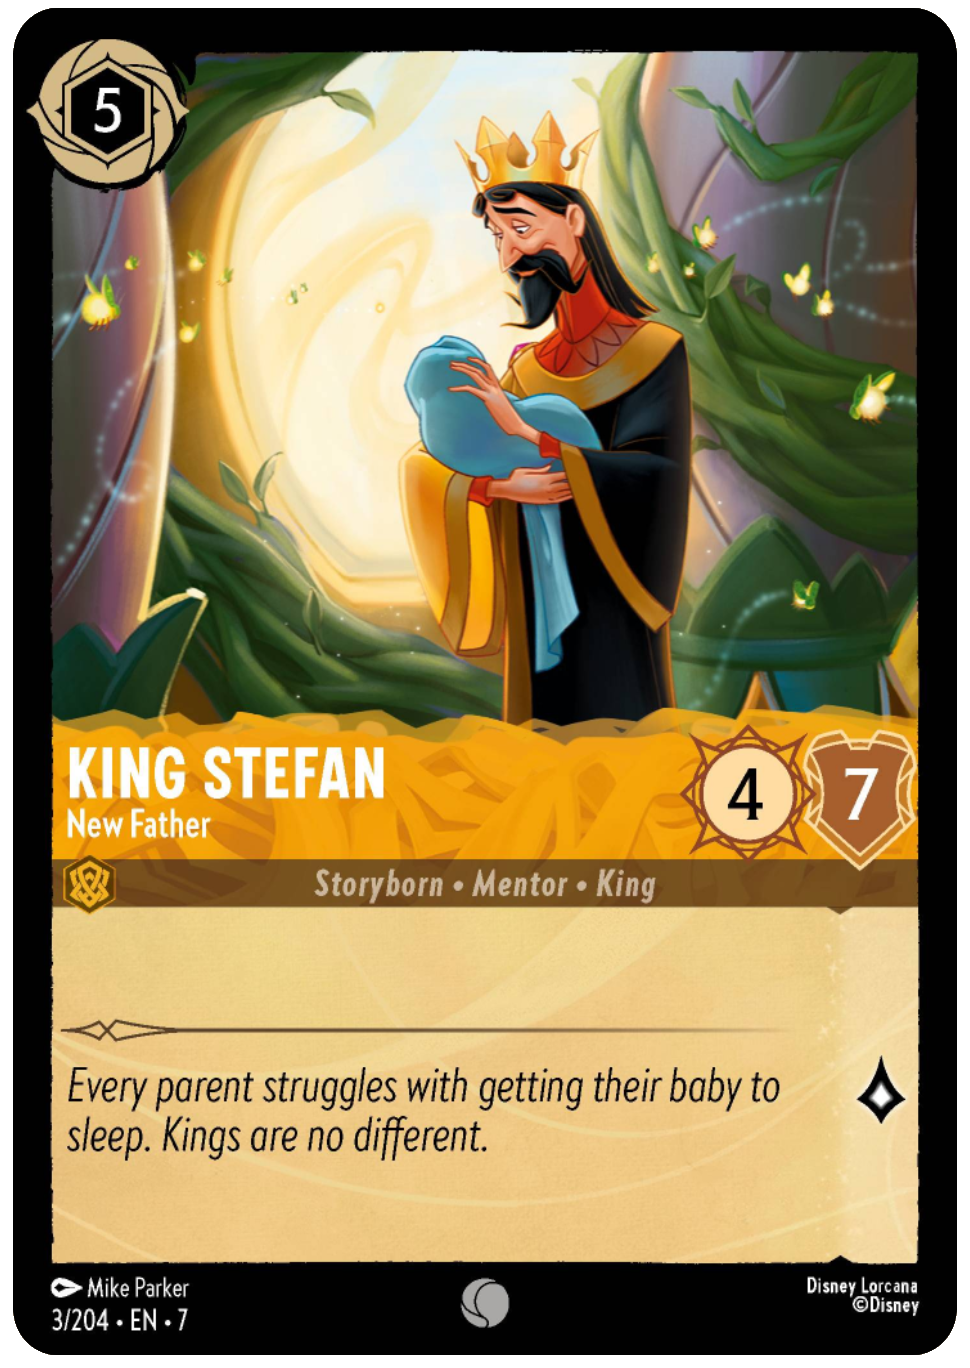 5
KING STEFAN
New Father
4
7
Storyborn • Mentor • King
Every parent struggles with getting their baby to
sleep. Kings are no different.
Mike Parker
3/204 • EN • 7
Disney Lorcana
©Disney